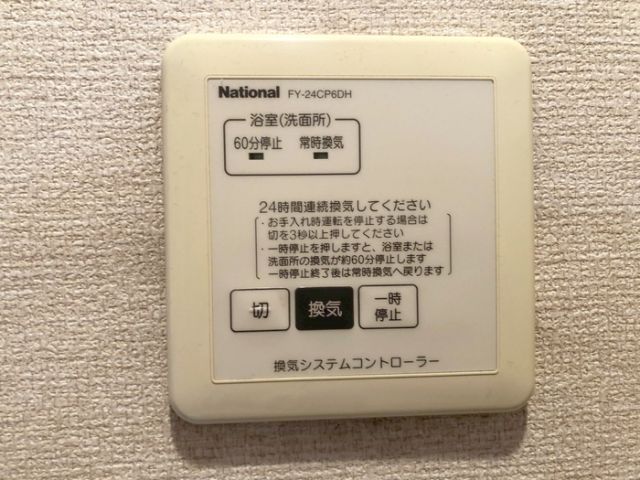 National FY-24CP6DH
浴室(洗面所)
60分停止 常時換気
24時間連続換気してください
・お手入れ時運転を停止する場合は
切を3秒以上押してください
・一時停止を押しますと、浴室または
洗面所の換気が約60分停止します
一時停止終了後は常時換気へ戻ります
切 換気 一時
停止
換気システムコントローラー